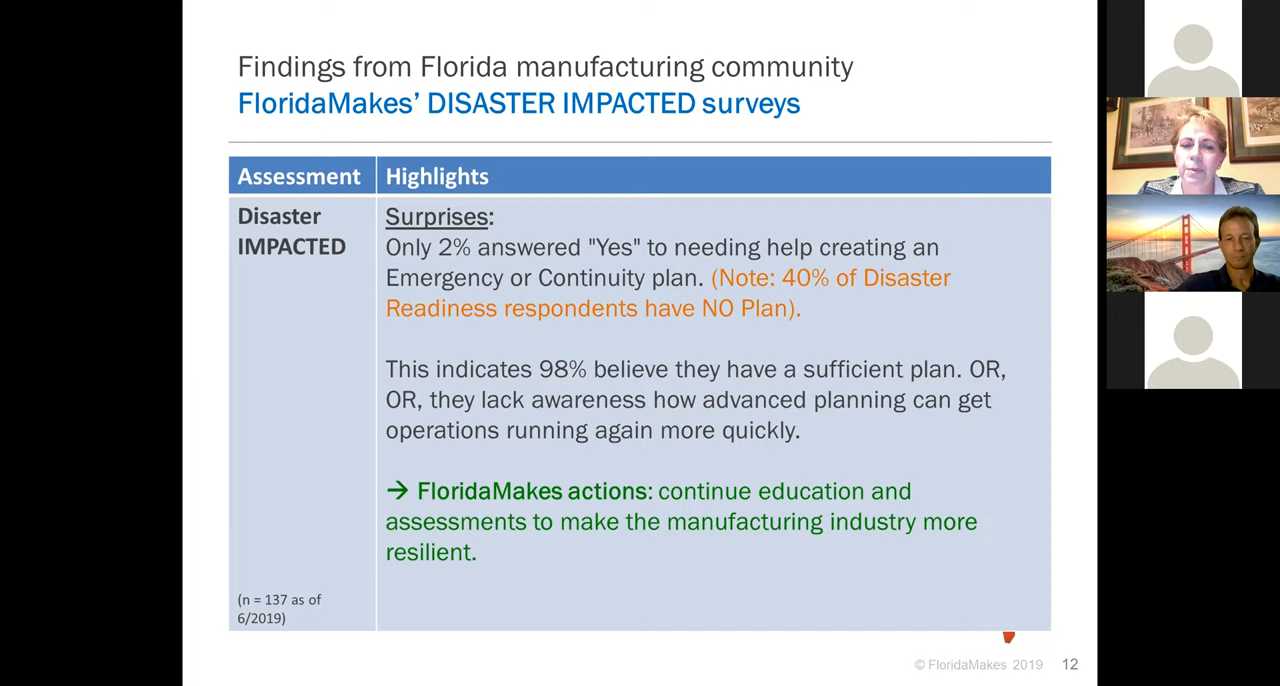 Findings from Florida manufacturing community
FloridaMakes’ DISASTER IMPACTED surveys
Assessment
Highlights
Disaster
IMPACTED
(n = 137 as of
6/2019)
Surprises:
Only 2% answered "Yes" to needing help creating an
Emergency or Continuity plan. (Note: 40% of Disaster
Readiness respondents have NO Plan).
This indicates 98% believe they have a sufficient plan. OR,
OR, they lack awareness how advanced planning can get
operations running again more quickly.
→ FloridaMakes actions: continue education and
assessments to make the manufacturing industry more
resilient.
© FloridaMakes 2019
12